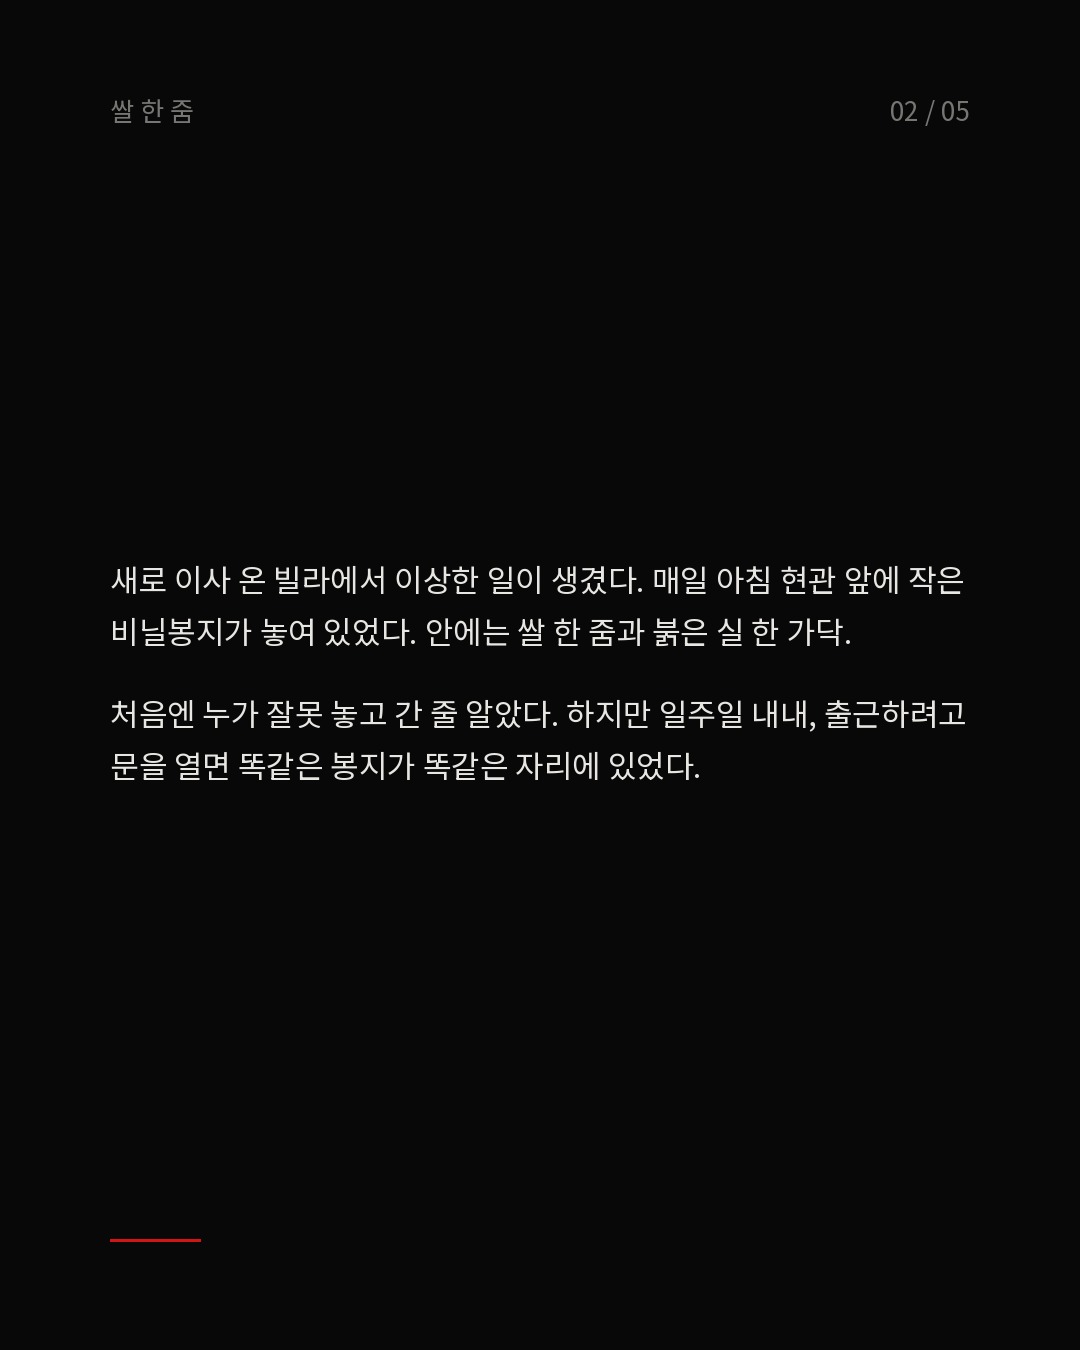 쌀 한 줌
02 / 05
새로 이사 온 빌라에서 이상한 일이 생겼다. 매일 아침 현관 앞에 작은
비닐봉지가 놓여 있었다. 안에는 쌀 한 줌과 붉은 실 한 가닥.
처음엔 누가 잘못 놓고 간 줄 알았다. 하지만 일주일 내내, 출근하려고
문을 열면 똑같은 봉지가 똑같은 자리에 있었다.